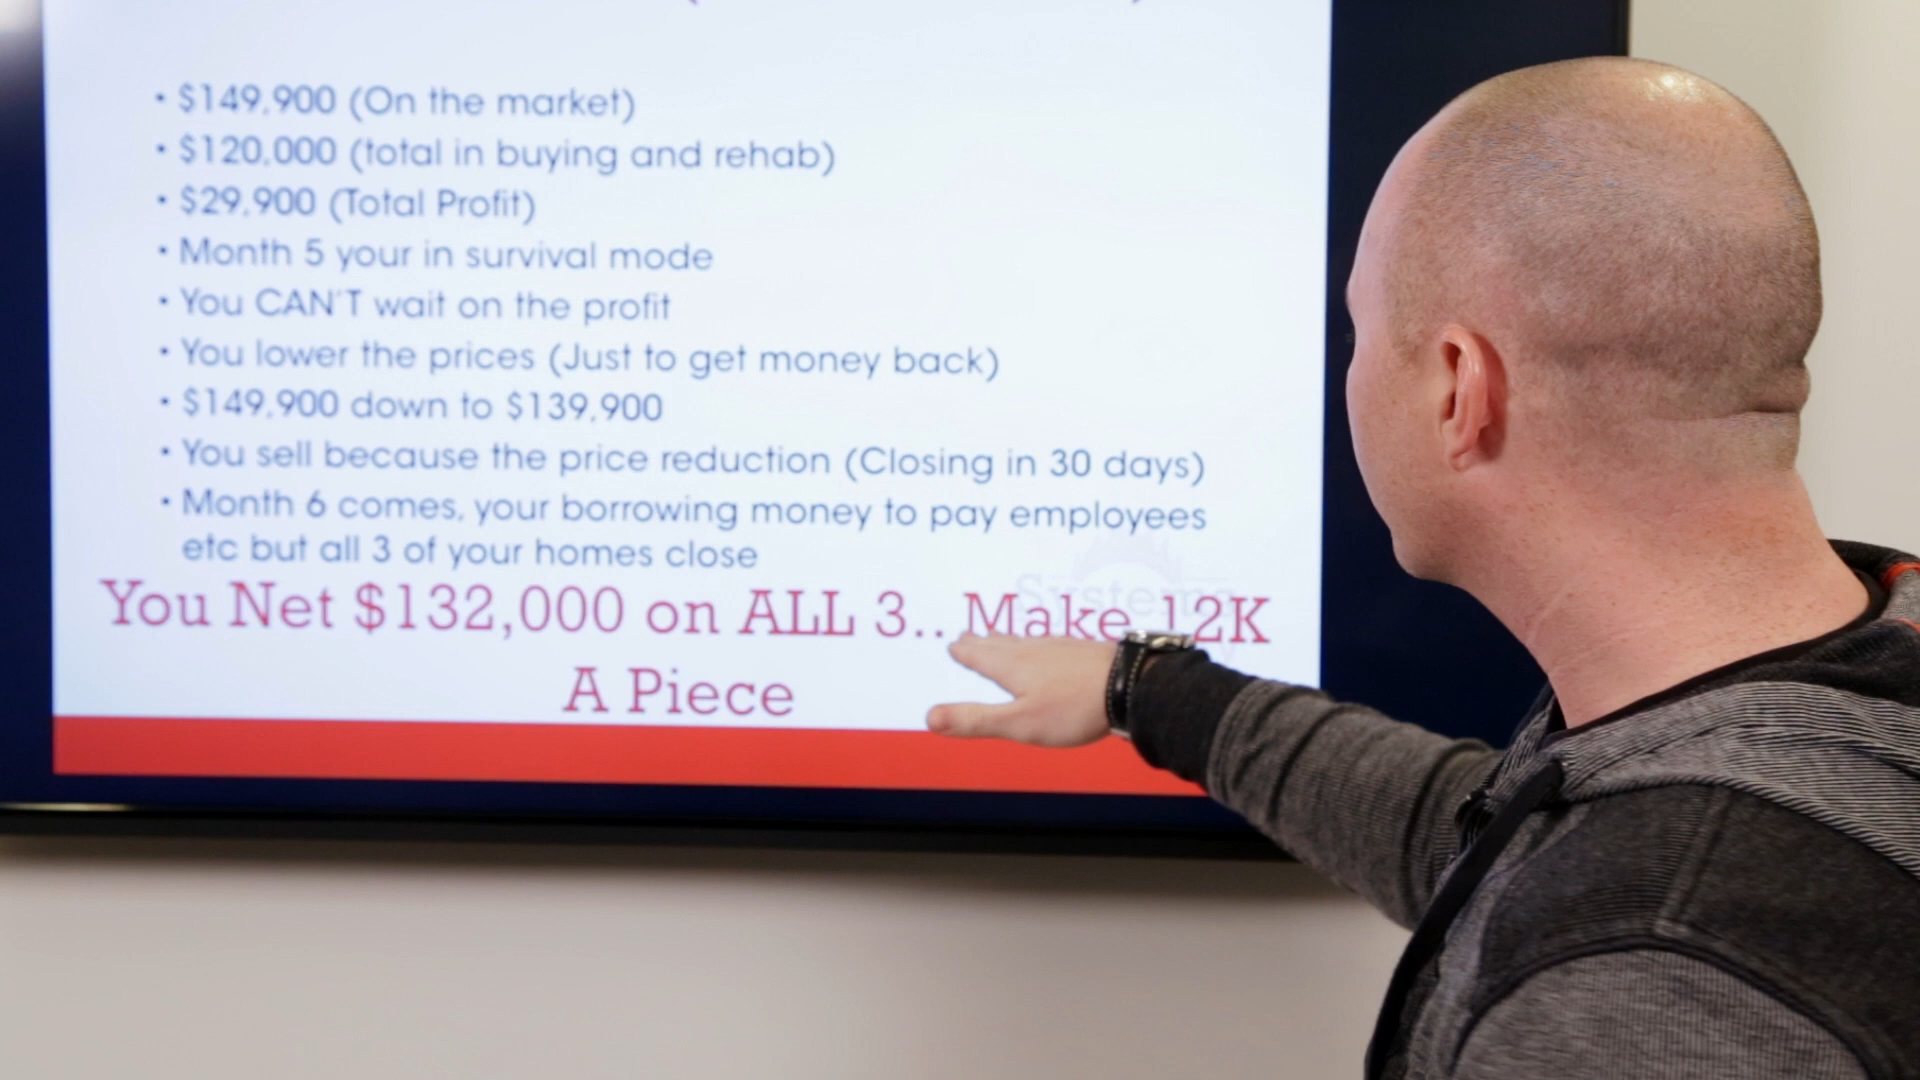 • $149,900 (On the market)
• $120,000 (total in buying and rehab)
• $29,900 (Total Profit)
• Month 5 your in survival mode
• You CAN'T wait on the profit
• You lower the prices (Just to get money back)
• $149,900 down to $139,900
• You sell because the price reduction (Closing in 30 days)
• Month 6 comes, your borrowing money to pay employees
etc but all 3 of your homes close
Systems
You Net $132,000 on ALL 3.. Make 12K
A Piece